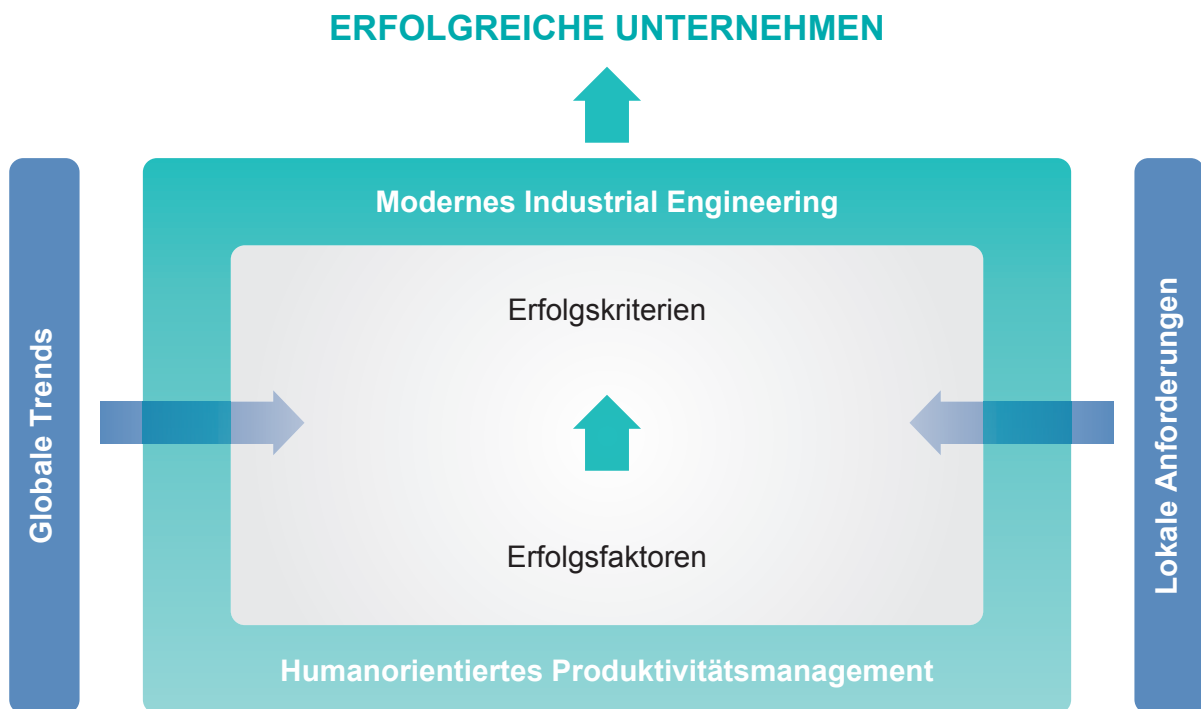 ERFOLGREICHE UNTERNEHMEN
Modernes Industrial Engineering
Erfolgskriterien
Globale Trends
Lokale Anforderungen
Erfolgsfaktoren
Humanorientiertes Produktivitätsmanagement